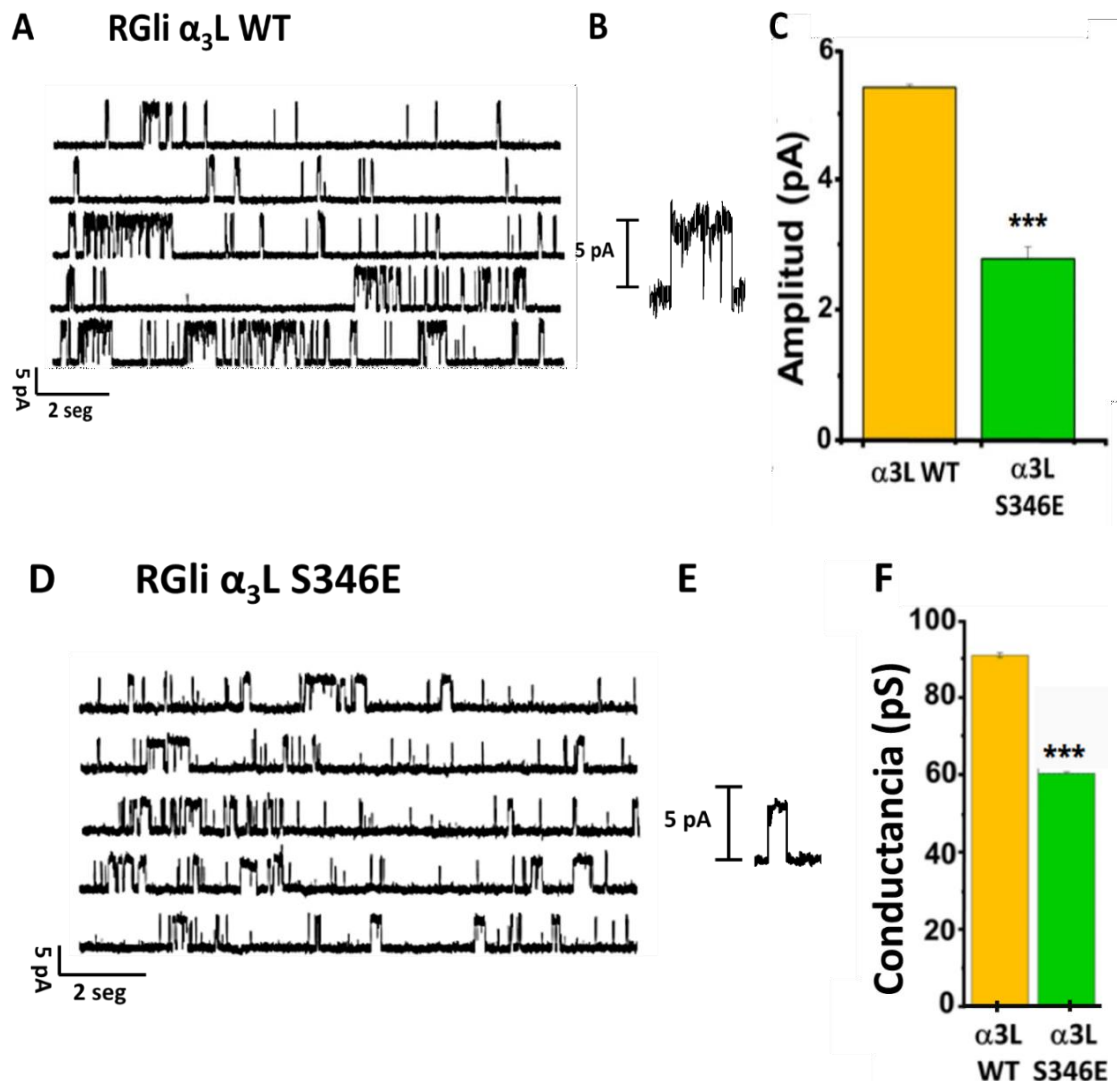 A
RGli α₃L WT
5 pA
2 seg
B
5 pA
C
Amplitud (pA)
6
4
2
0
***
α3L WT
α3L
S346E
D
RGli α₃L S346E
5 pA
2 seg
E
5 pA
F
Conductancia (pS)
100
80
60
40
20
0
***
α3L
WT
α3L
S346E